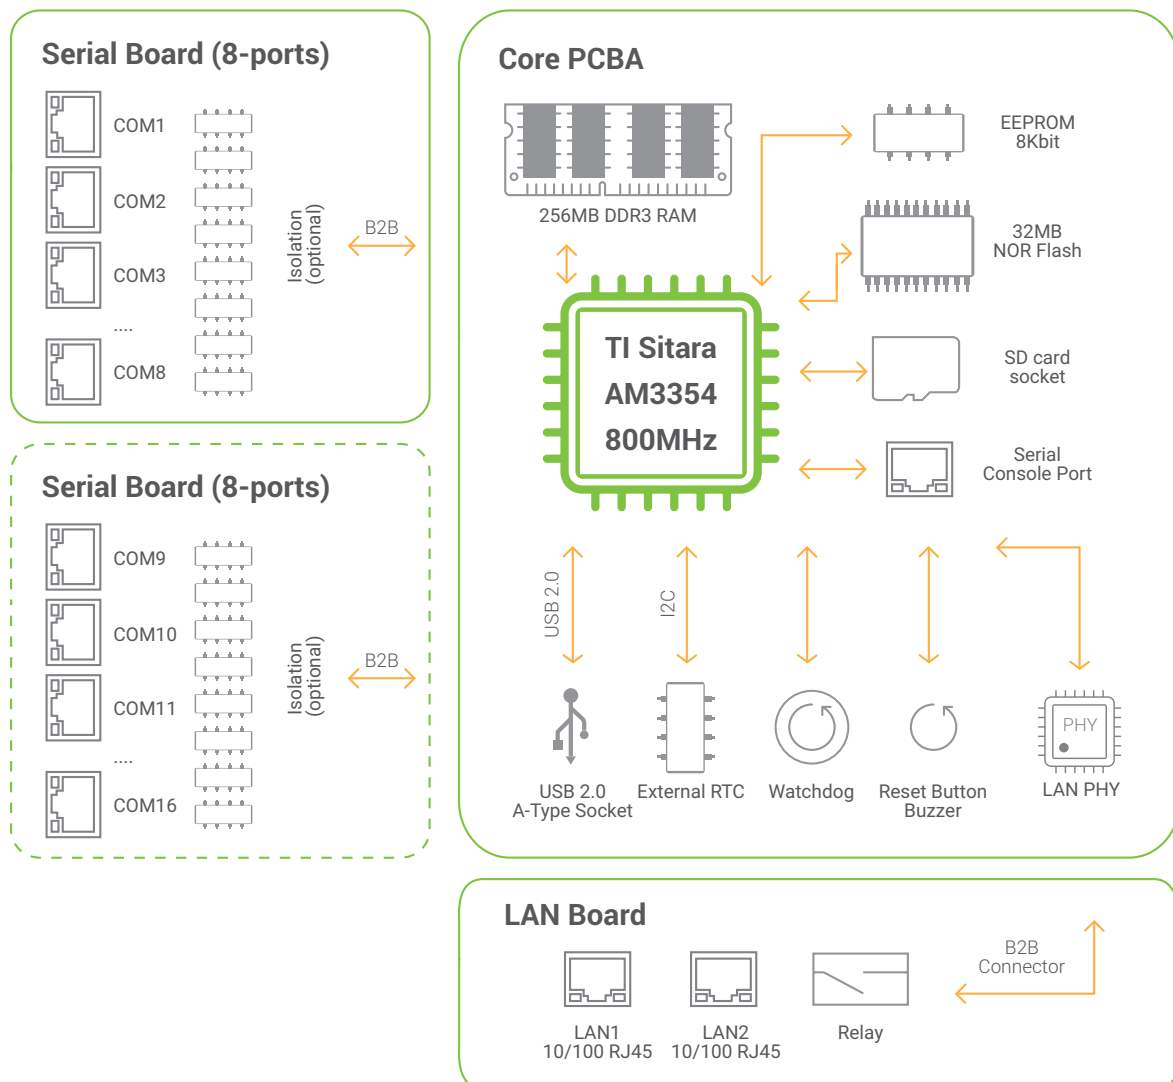 Serial Board (8-ports)
COM1
COM2
COM3
....
COM8
Isolation
(optional)
B2B
Serial Board (8-ports)
COM9
COM10
COM11
....
COM16
Isolation
(optional)
B2B
Core PCBA
256MB DDR3 RAM
EEPROM
8Kbit
32MB
NOR Flash
TI Sitara
AM3354
800MHz
SD card
socket
Serial
Console Port
USB 2.0
I2C
PHY
USB 2.0
A-Type Socket
External RTC
Watchdog
Reset Button
Buzzer
LAN PHY
LAN Board
B2B
Connector
LAN1
10/100 RJ45
LAN2
10/100 RJ45
Relay